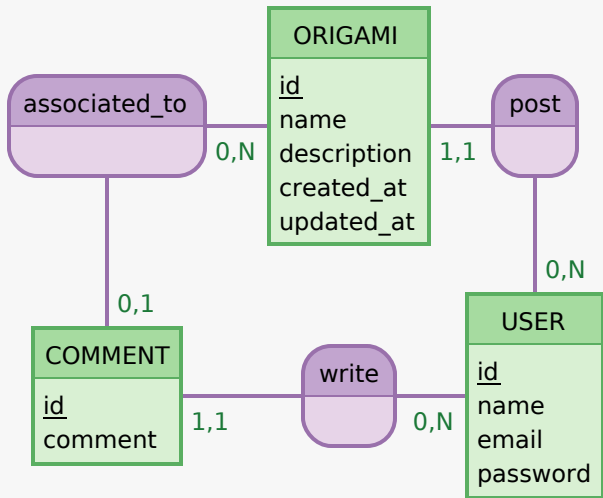 ORIGAMI
id
name
description
created_at
updated_at
associated_to
post
0,N
1,1
0,N
0,1
USER
id
name
email
password
COMMENT
id
comment
write
1,1
0,N